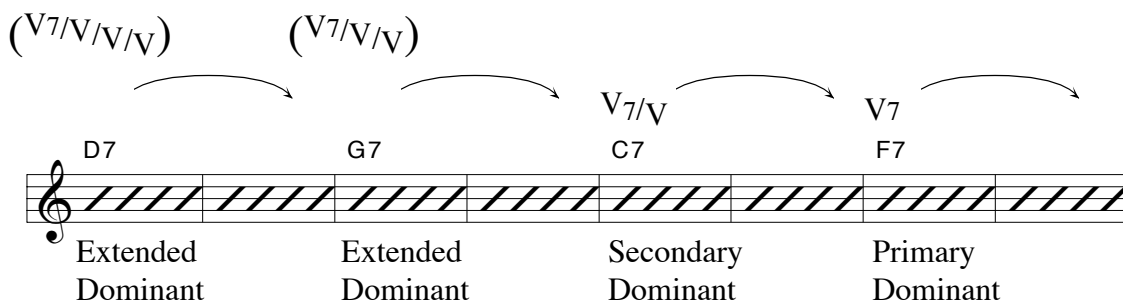 (V7/V/V/V) (V7/V/V)
V7/V V7
D7 G7 C7 F7
Extended Extended Secondary Primary
Dominant Dominant Dominant Dominant